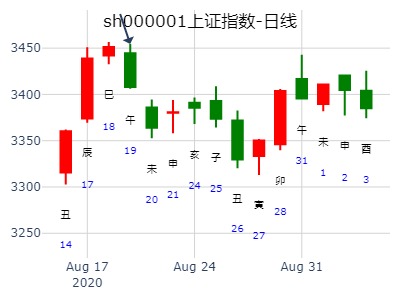 sh000001上证指数-日线
3450
3400
3350
3300
3250
丑
14
辰
17
巳
18
午
19
未
20
申
21
亥
24
子
25
丑
26
寅
27
卯
28
午
31
未
1
申
2
酉
3
Aug 17
2020
Aug 24
Aug 31